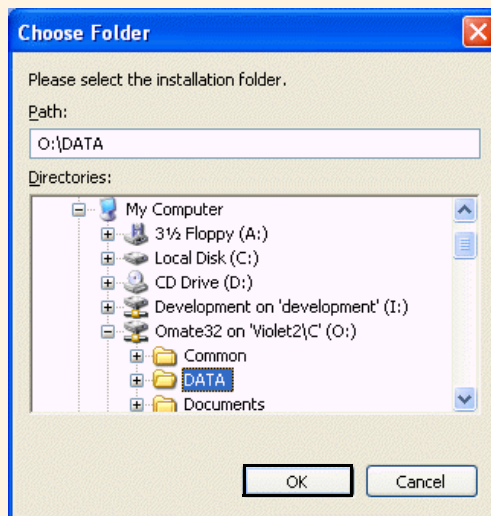 Choose Folder
Please select the installation folder.
Path:
O:\DATA
Directories:
My Computer
3½ Floppy (A:)
Local Disk (C:)
CD Drive (D:)
Development on 'development' (I:)
Omate32 on 'Violet2\C' (O:)
Common
DATA
Documents
OK Cancel